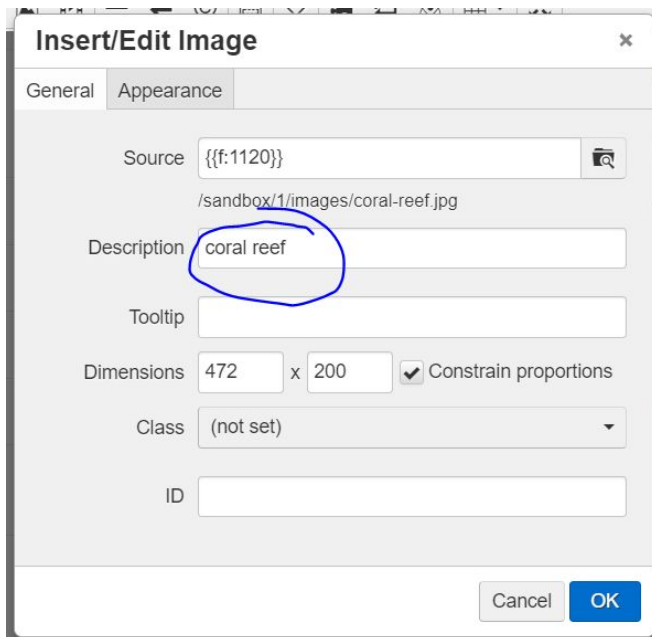 Insert/Edit Image ×
General Appearance
Source {{f:1120}}
/sandbox/1/images/coral-reef.jpg
Description coral reef
Tooltip
Dimensions 472 x 200 Constrain proportions
Class (not set)
ID
Cancel OK